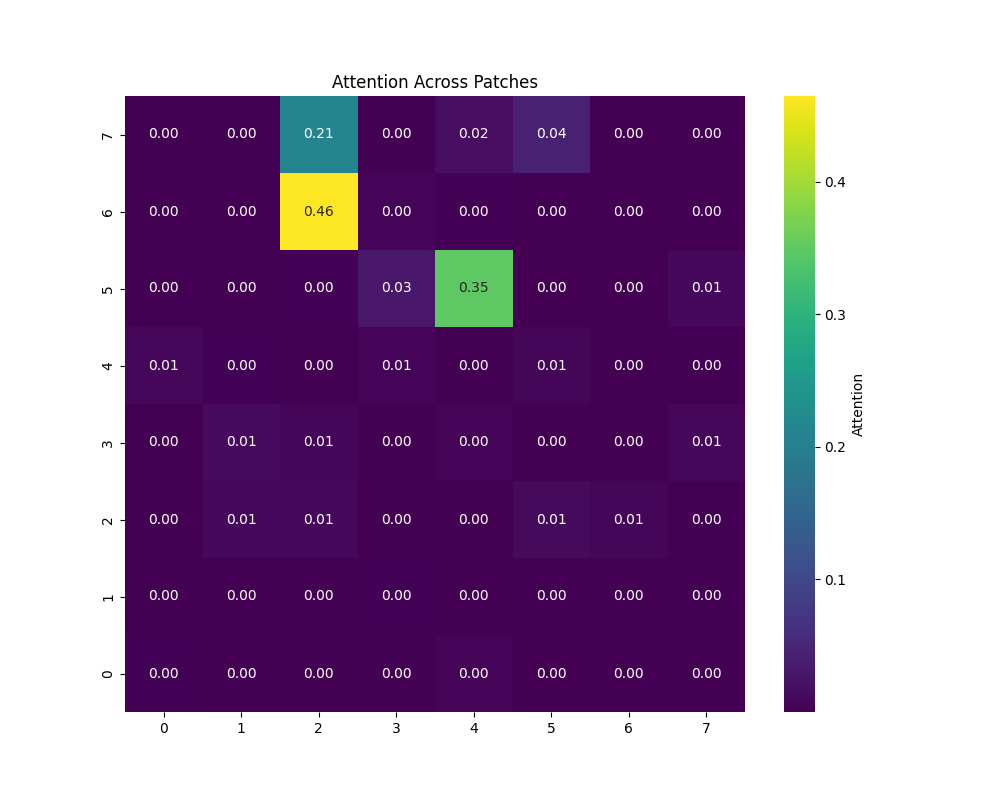 Attention Across Patches
7 0.00 0.00 0.21 0.00 0.02 0.04 0.00 0.00
6 0.00 0.00 0.46 0.00 0.00 0.00 0.00 0.00
5 0.00 0.00 0.00 0.03 0.35 0.00 0.00 0.01
4 0.01 0.00 0.00 0.01 0.00 0.01 0.00 0.00
3 0.00 0.01 0.01 0.00 0.00 0.00 0.00 0.01
2 0.00 0.01 0.01 0.00 0.00 0.01 0.01 0.00
1 0.00 0.00 0.00 0.00 0.00 0.00 0.00 0.00
0 0.00 0.00 0.00 0.00 0.00 0.00 0.00 0.00
0 1 2 3 4 5 6 7
0.4
0.3
0.2
0.1
Attention